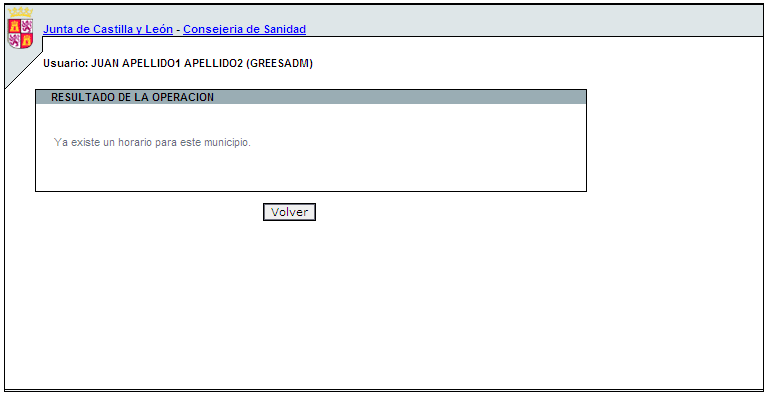 Junta de Castilla y León - Consejeria de Sanidad
Usuario: JUAN APELLIDO1 APELLIDO2 (GREESADM)
RESULTADO DE LA OPERACION
Ya existe un horario para este municipio.
Volver